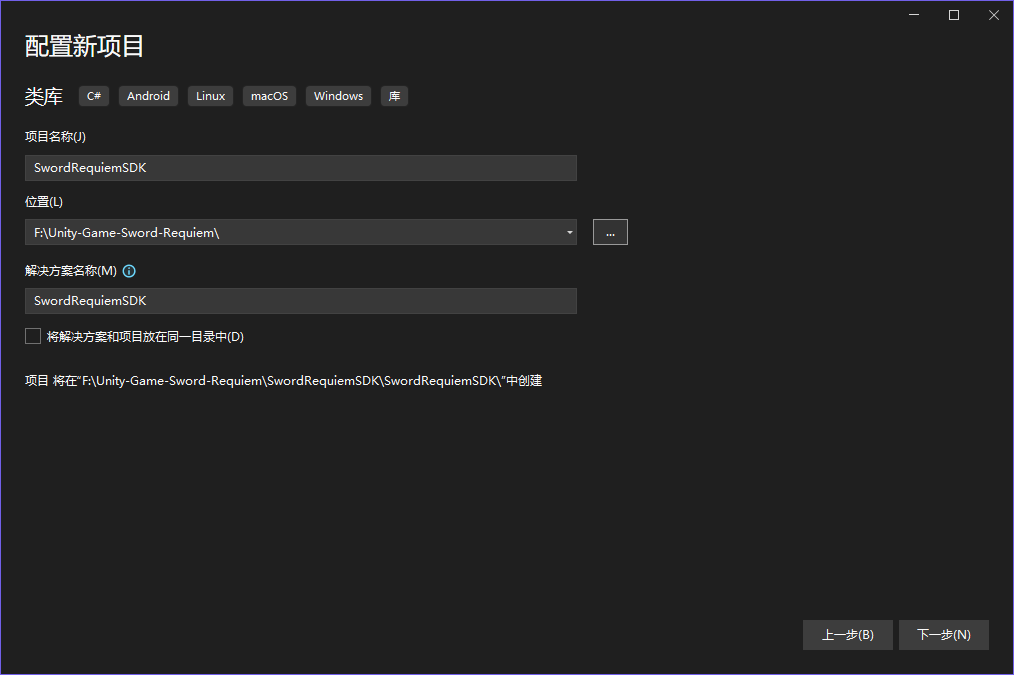 配置新项目
类库 C# Android Linux macOS Windows 库
项目名称(J)
SwordRequiemSDK
位置(L)
F:\Unity-Game-Sword-Requiem\ ...
解决方案名称(M)
SwordRequiemSDK
将解决方案和项目放在同一目录中(D)
项目 将在"F:\Unity-Game-Sword-Requiem\SwordRequiemSDK\SwordRequiemSDK\"中创建
上一步(B) 下一步(N)